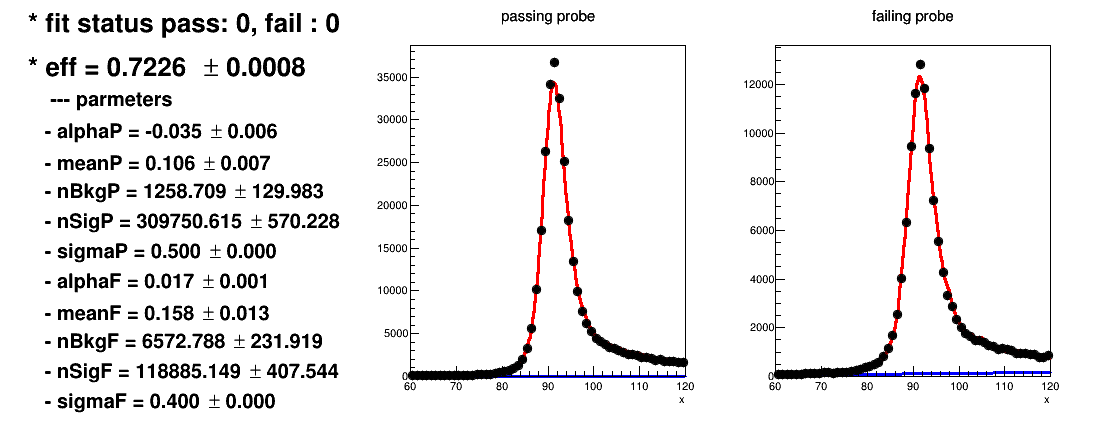 * fit status pass: 0, fail : 0
* eff = 0.7226 ± 0.0008
--- parmeters
- alphaP = -0.035 ± 0.006
- meanP = 0.106 ± 0.007
- nBkgP = 1258.709 ± 129.983
- nSigP = 309750.615 ± 570.228
- sigmaP = 0.500 ± 0.000
- alphaF = 0.017 ± 0.001
- meanF = 0.158 ± 0.013
- nBkgF = 6572.788 ± 231.919
- nSigF = 118885.149 ± 407.544
- sigmaF = 0.400 ± 0.000
passing probe
35000
30000
25000
20000
15000
10000
5000
0
60 70 80 90 100 110 120
x
failing probe
12000
10000
8000
6000
4000
2000
0
60 70 80 90 100 110 120
x